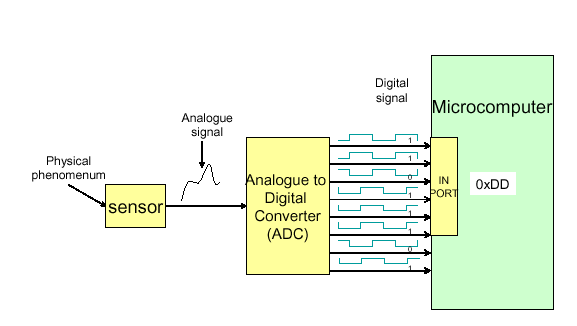 Digital
signal
Microcomputer
Analogue
signal
Physical
phenomenum
sensor
Analogue to
Digital
Converter
(ADC)
1
1
0
1
1
1
0
1
IN
PORT
0xDD